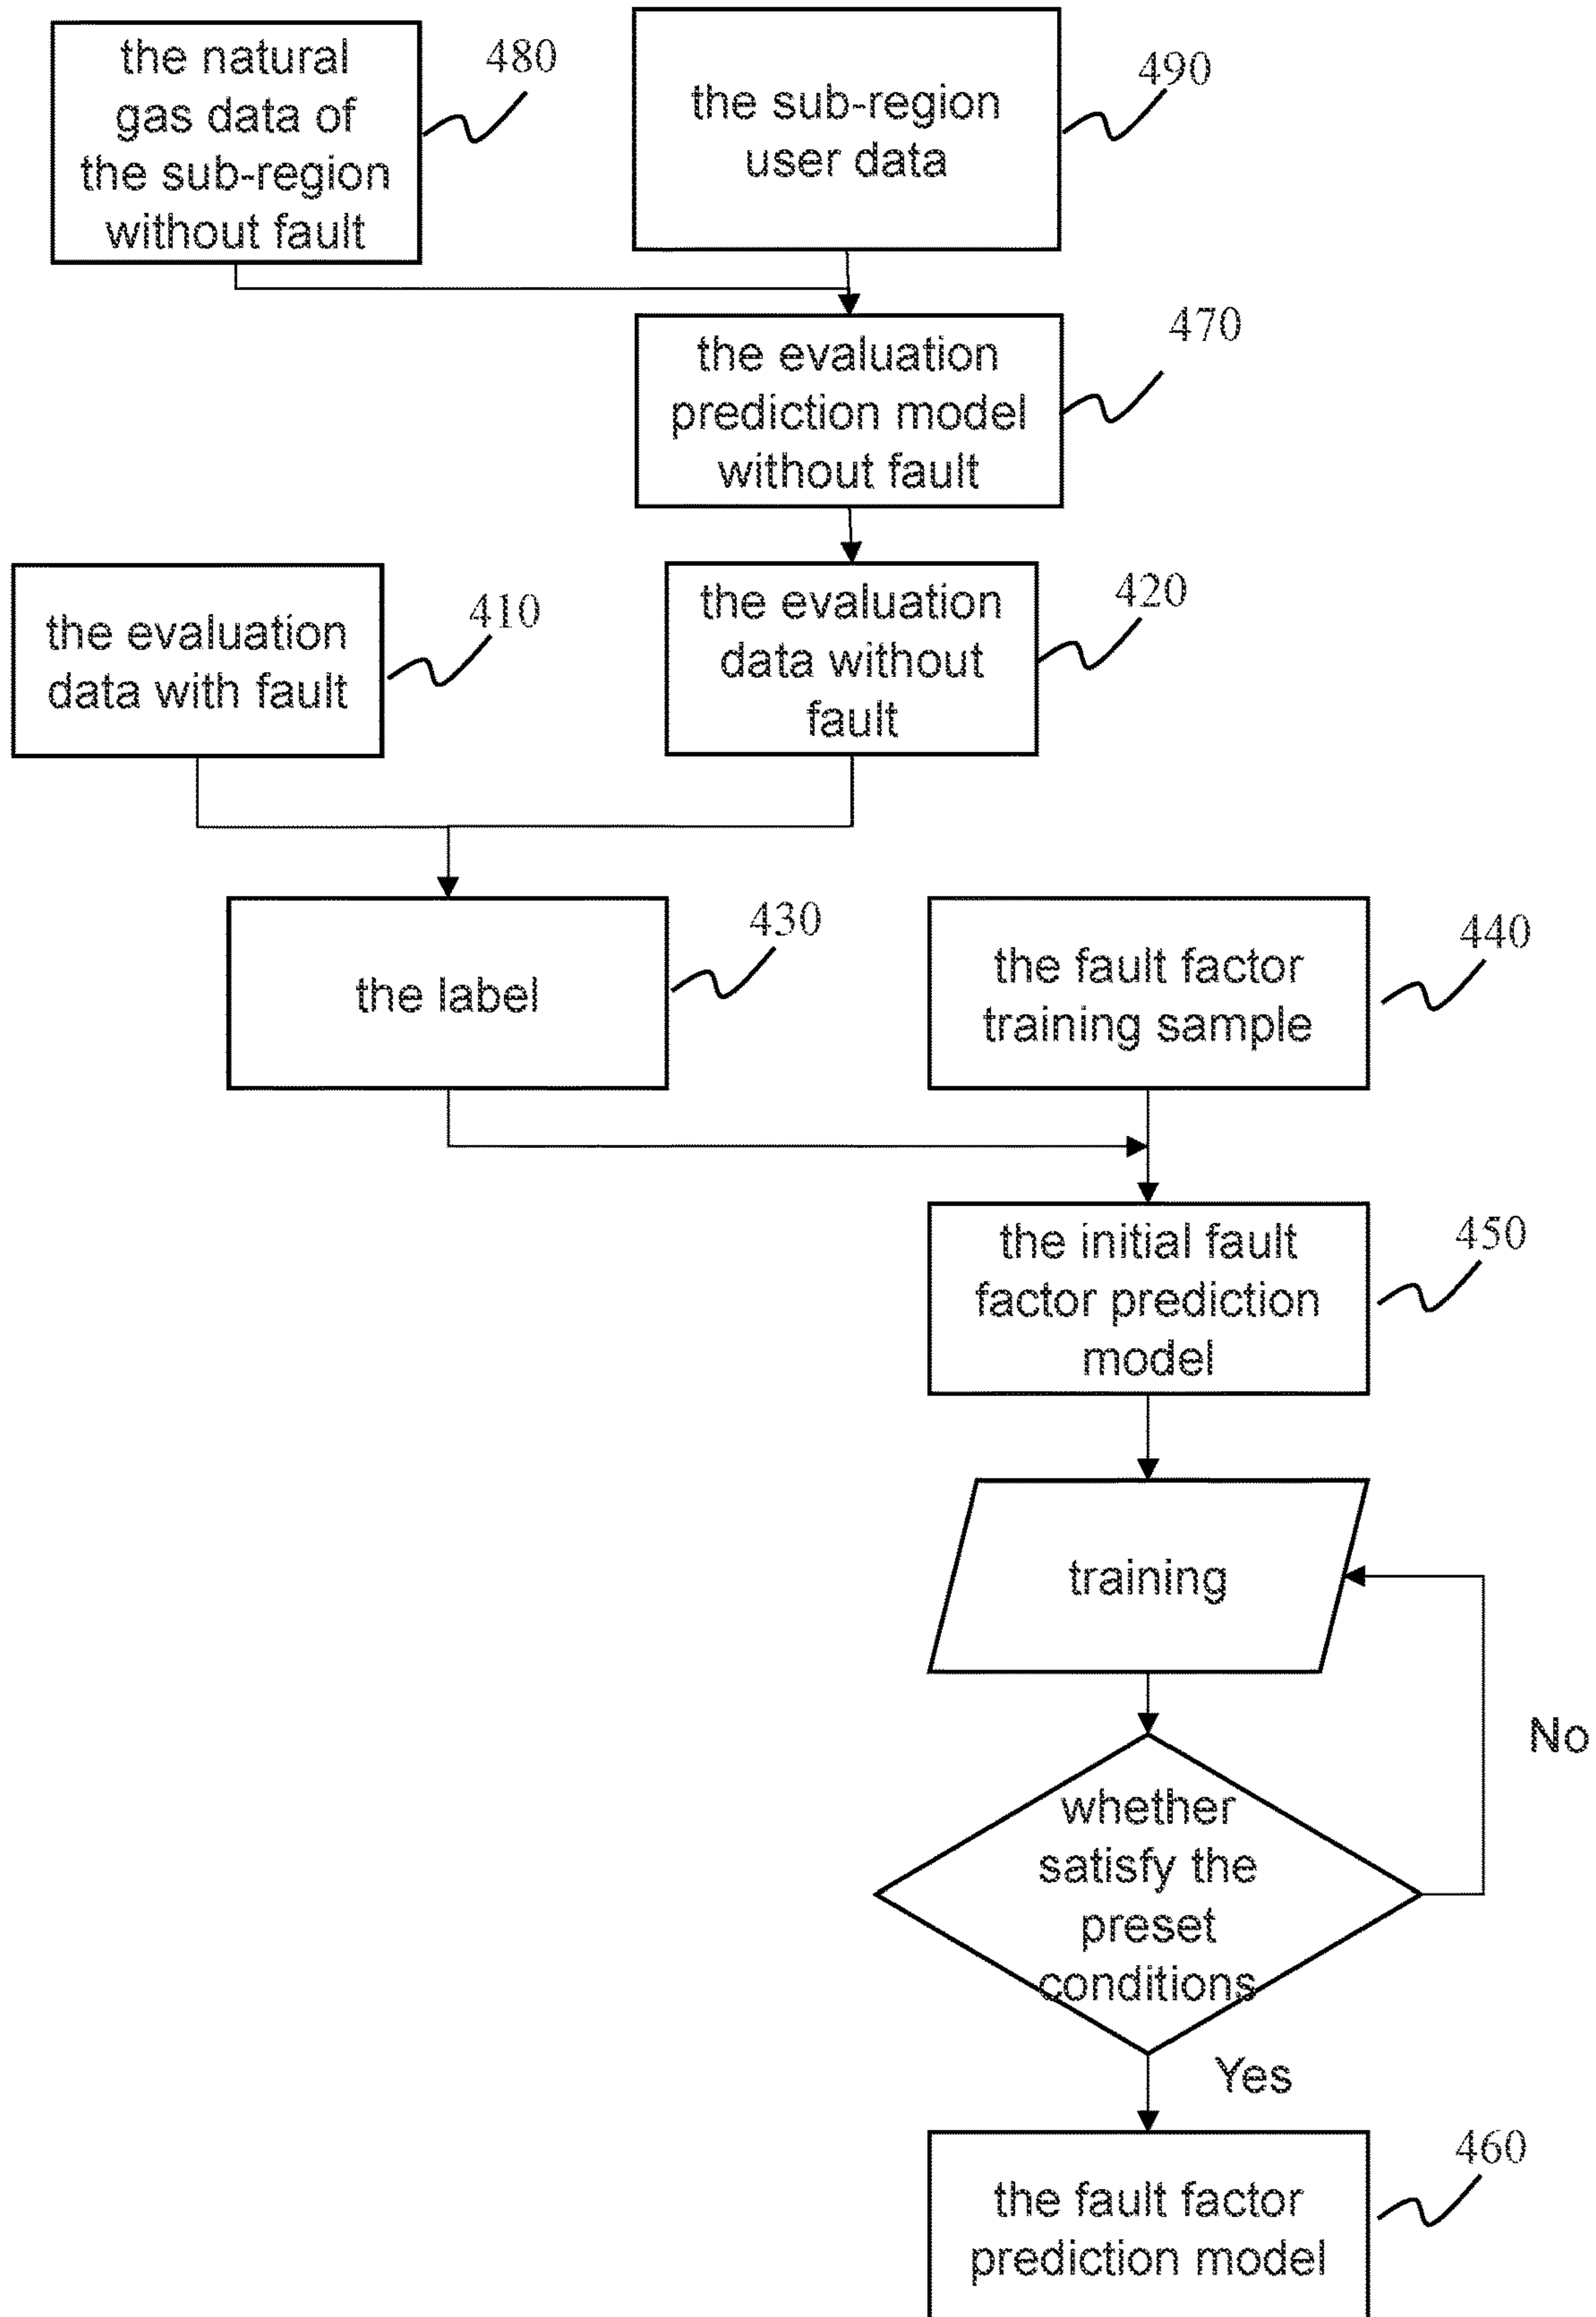 the natural
gas data of
the sub-region
without fault
480
the sub-region
user data
490
the evaluation
prediction model
without fault
470
the evaluation
data with fault
410
the evaluation
data without
fault
420
the label
430
the fault factor
training sample
440
the initial fault
factor prediction
model
450
training
No
whether
satisfy the
preset
conditions
Yes
the fault factor
prediction model
460